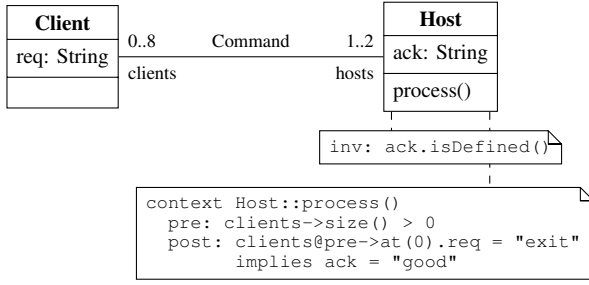 Client
req: String
0..8 Command 1..2
clients hosts
Host
ack: String
process()
inv: ack.isDefined()
context Host::process()
pre: clients->size() > 0
post: clients@pre->at(0).req = "exit"
implies ack = "good"